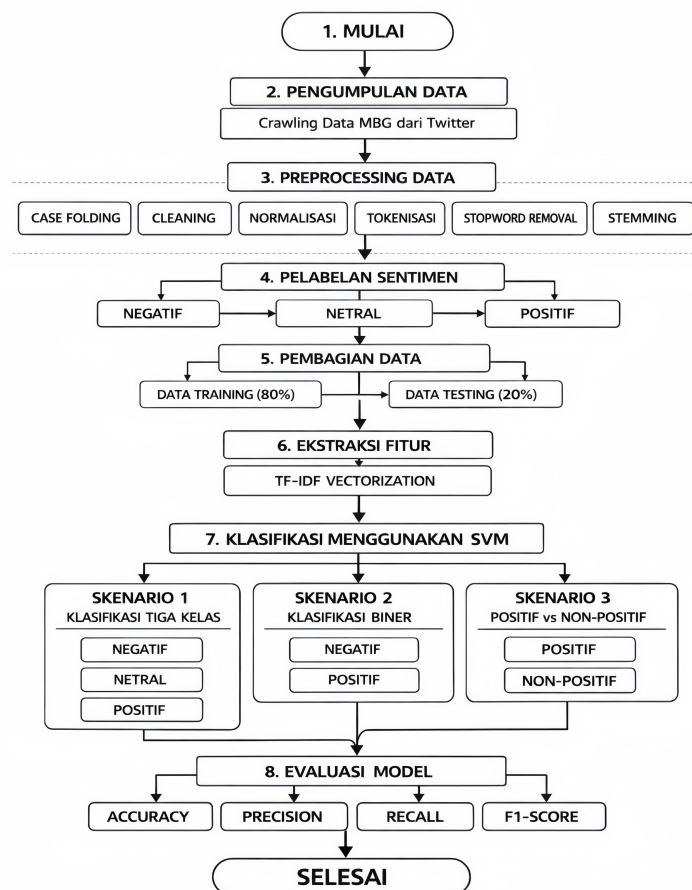 1. MULAI
2. PENGUMPULAN DATA
Crawling Data MBG dari Twitter
3. PREPROCESSING DATA
CASE FOLDING
CLEANING
NORMALISASI
TOKENISASI
STOPWORD REMOVAL
STEMMING
4. PELABELAN SENTIMEN
NEGATIF
NETRAL
POSITIF
5. PEMBAGIAN DATA
DATA TRAINING (80%)
DATA TESTING (20%)
6. EKSTRAKSI FITUR
TF-IDF VECTORIZATION
7. KLASIFIKASI MENGGUNAKAN SVM
SKENARIO 1
KLASIFIKASI TIGA KELAS
NEGATIF
NETRAL
POSITIF
SKENARIO 2
KLASIFIKASI BINER
NEGATIF
POSITIF
SKENARIO 3
POSITIF vs NON-POSITIF
POSITIF
NON-POSITIF
8. EVALUASI MODEL
ACCURACY
PRECISION
RECALL
F1-SCORE
SELESAI